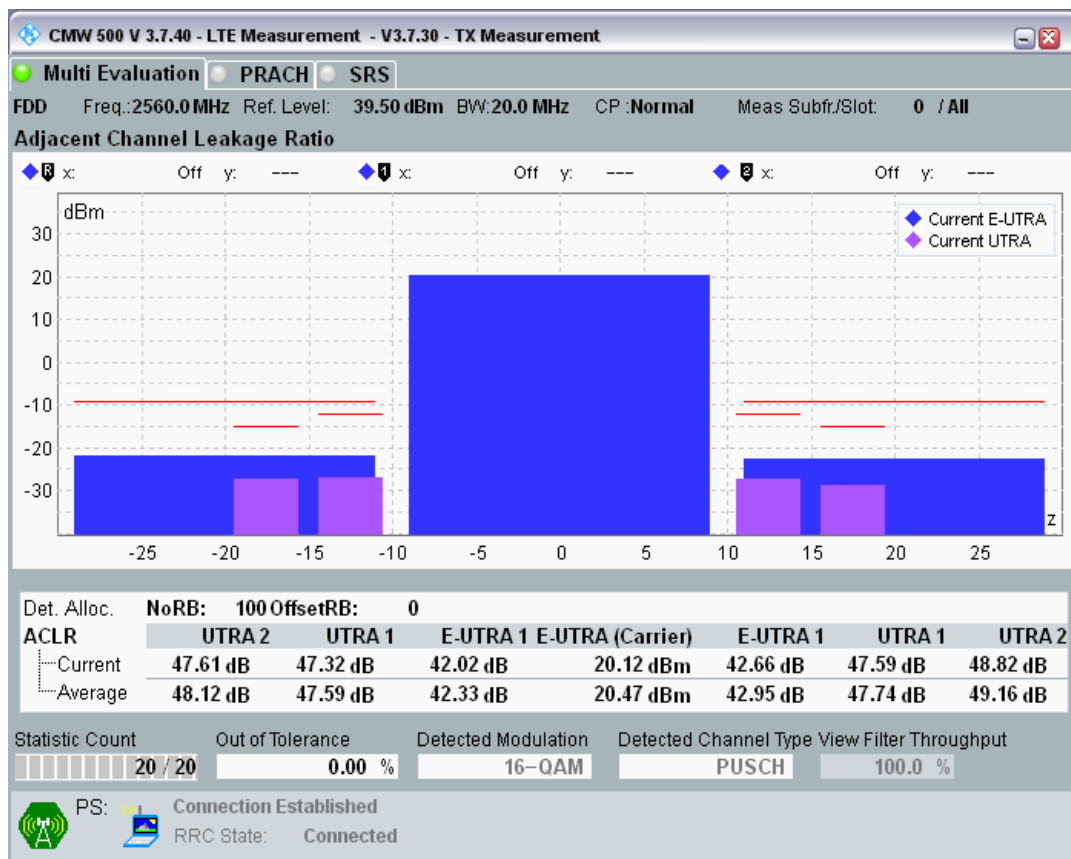 CMW 500 V 3.7.40 - LTE Measurement - V3.7.30 - TX Measurement
Multi Evaluation PRACH SRS
FDD Freq.:2560.0 MHz Ref. Level: 39.50 dBm BW:20.0 MHz CP :Normal Meas Subfr./Slot: 0 / All
Adjacent Channel Leakage Ratio
R x: Off y: --- 1 x: Off y: --- 2 x: Off y: ---
dBm
Current E-UTRA
Current UTRA
30
20
10
0
-10
-20
-30
z
-25 -20 -15 -10 -5 0 5 10 15 20 25
Det. Alloc. NoRB: 100 OffsetRB: 0
ACLR UTRA 2 UTRA 1 E-UTRA 1 E-UTRA (Carrier) E-UTRA 1 UTRA 1 UTRA 2
Current 47.61 dB 47.32 dB 42.02 dB 20.12 dBm 42.66 dB 47.59 dB 48.82 dB
Average 48.12 dB 47.59 dB 42.33 dB 20.47 dBm 42.95 dB 47.74 dB 49.16 dB
Statistic Count Out of Tolerance Detected Modulation Detected Channel Type View Filter Throughput
20 / 20 0.00 % 16-QAM PUSCH 100.0 %
PS: Connection Established
RRC State: Connected